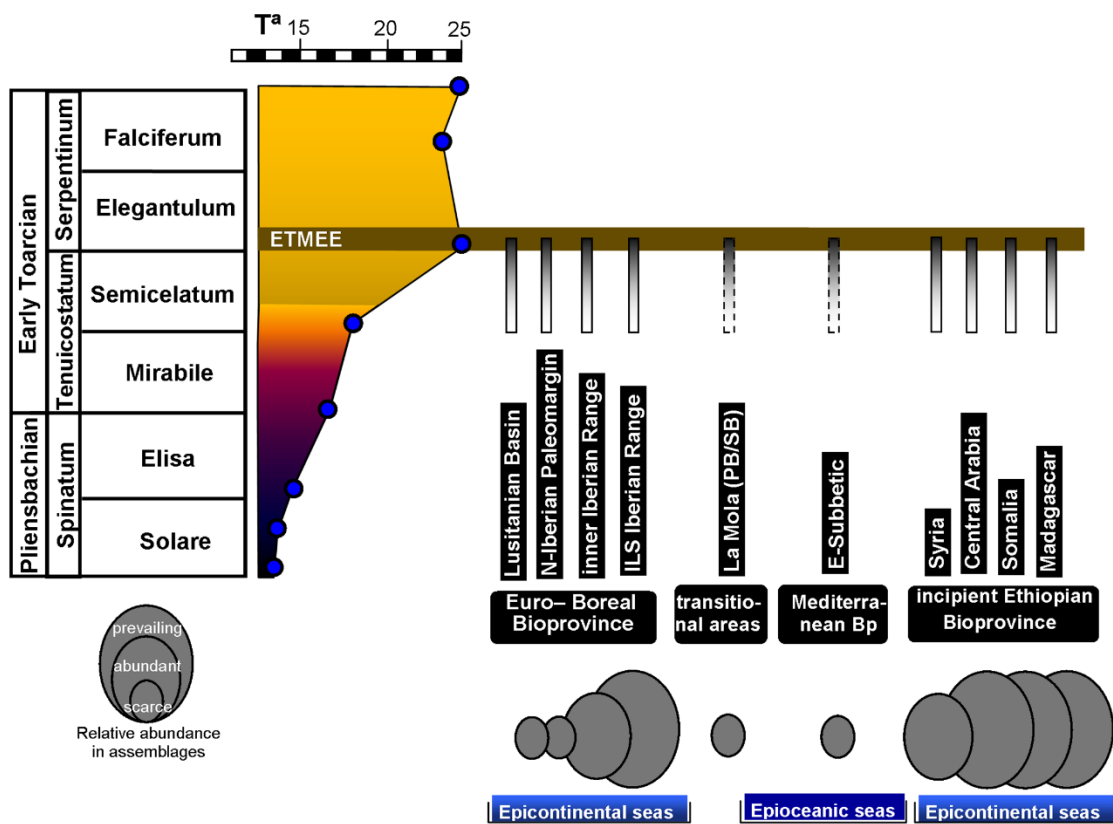 Tª 15 20 25
Early Toarcian
Pliensbachian
Serpentinum
Tenuicostatum
Spinatum
Falciferum
Elegantulum
Semicelatum
Mirabile
Elisa
Solare
ETMEE
Lusitanian Basin
N-Iberian Paleomargin
inner Iberian Range
ILS Iberian Range
La Mola (PB/SB)
E-Subbetic
Syria
Central Arabia
Somalia
Madagascar
Euro– Boreal
Bioprovince
transitio-
nal areas
Mediterra-
nean Bp
incipient Ethiopian
Bioprovince
prevailing
abundant
scarce
Relative abundance
in assemblages
Epicontinental seas
Epioceanic seas
Epicontinental seas